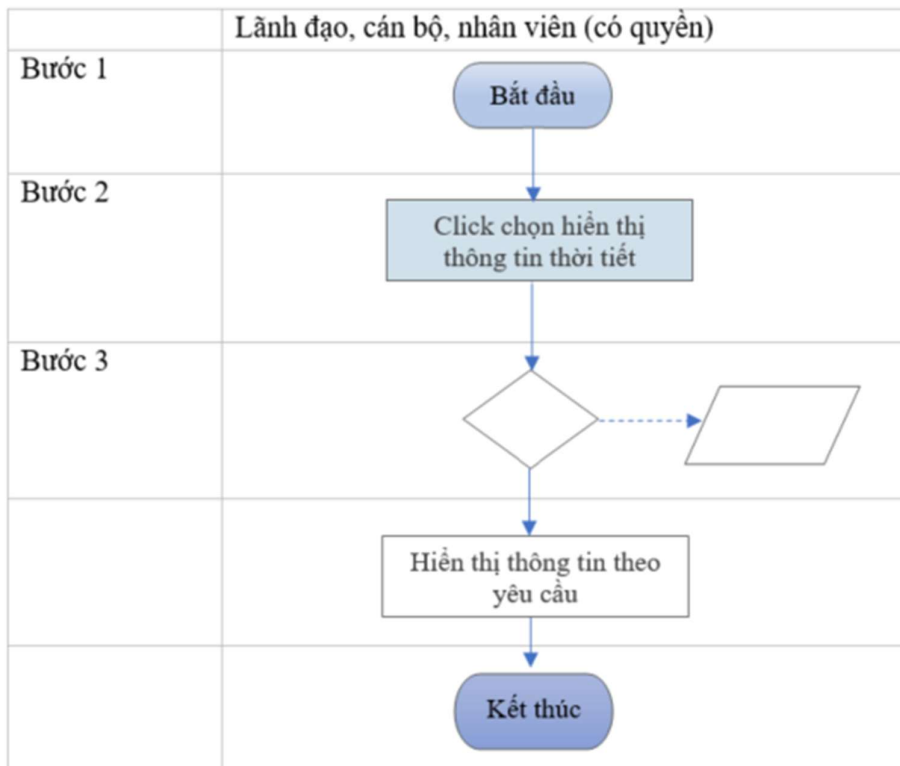 Lãnh đạo, cán bộ, nhân viên (có quyền)
Bước 1
Bắt đầu
Bước 2
Click chọn hiển thị
thông tin thời tiết
Bước 3
Hiển thị thông tin theo
yêu cầu
Kết thúc